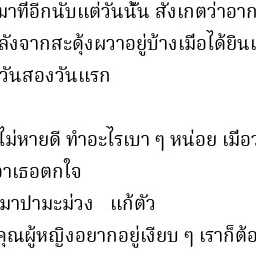 มาที่อีกนับแต่วันนั้น สังเกตว่าอาก
ลังจากสะดุ้งผวาอยู่บ้างเมื่อได้ยินเ
วันสองวันแรก
ไม่หายดี ทำอะไรเบา ๆ หน่อย เมื่อว
อาเธอตกใจ
มาปามะม่วง แก้ตัว
คุณผู้หญิงอยากอยู่เงียบ ๆ เราก็ต้อ